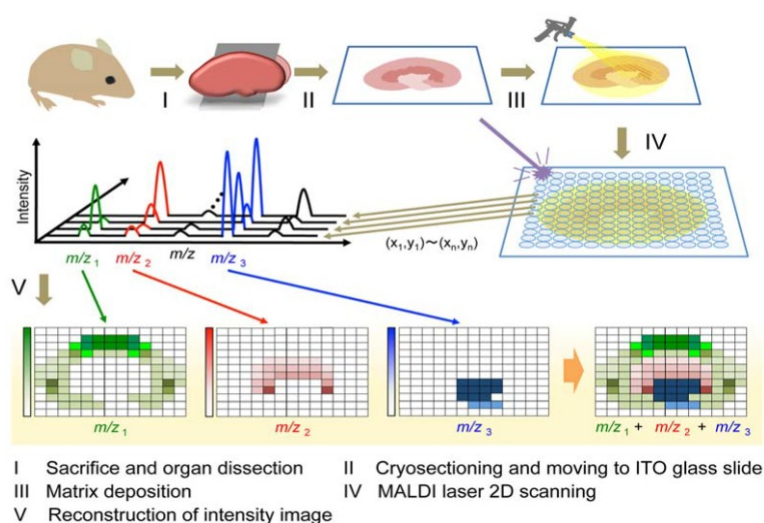 I
II
III
IV
Intensity
m/z 1
m/z 2
m/z
m/z 3
(x1,y1)~(xn,yn)
V
m/z 1
m/z 2
m/z 3
m/z 1 + m/z 2 + m/z 3
I Sacrifice and organ dissection
II Cryosectioning and moving to ITO glass slide
III Matrix deposition
IV MALDI laser 2D scanning
V Reconstruction of intensity image